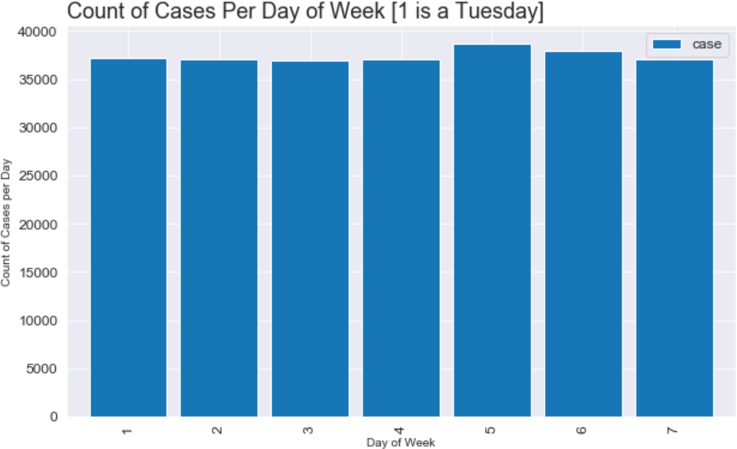 Count of Cases Per Day of Week [1 is a Tuesday]
case
Count of Cases per Day
40000
35000
30000
25000
20000
15000
10000
5000
0
1 2 3 4 5 6 7
Day of Week